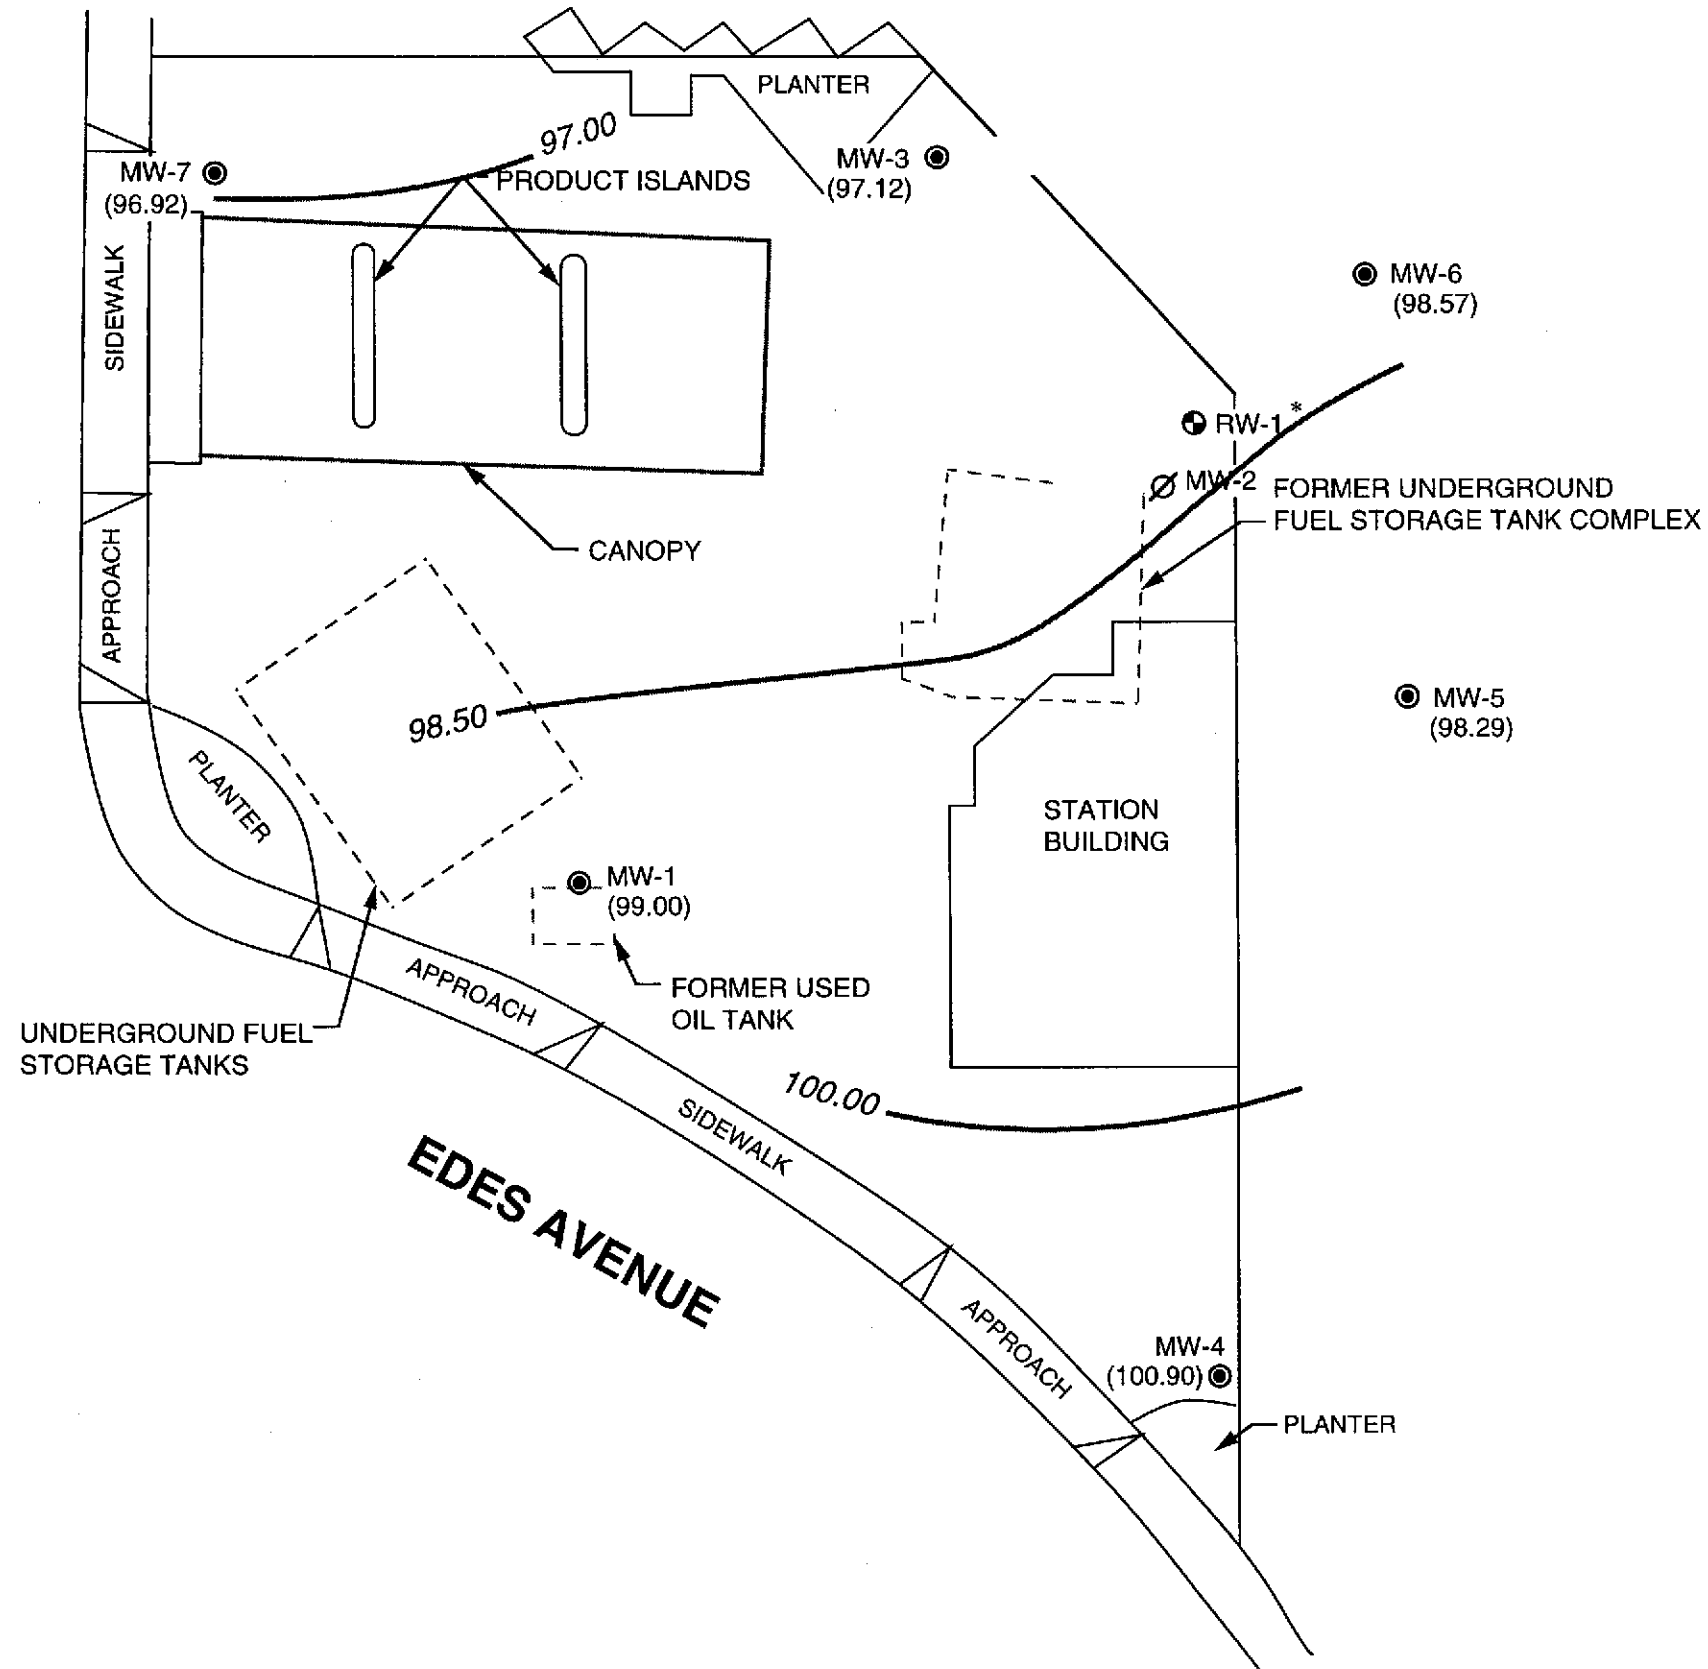 PLANTER
97.00
MW-3
(97.12)
MW-7
(96.92)
PRODUCT ISLANDS
SIDEWALK
MW-6
(98.57)
RW-1*
MW-2
FORMER UNDERGROUND
FUEL STORAGE TANK COMPLEX
CANOPY
APPROACH
98.50
MW-5
(98.29)
PLANTER
STATION
BUILDING
MW-1
(99.00)
APPROACH
FORMER USED
OIL TANK
UNDERGROUND FUEL
STORAGE TANKS
100.00
SIDEWALK
EDES AVENUE
APPROACH
MW-4
(100.90)
PLANTER